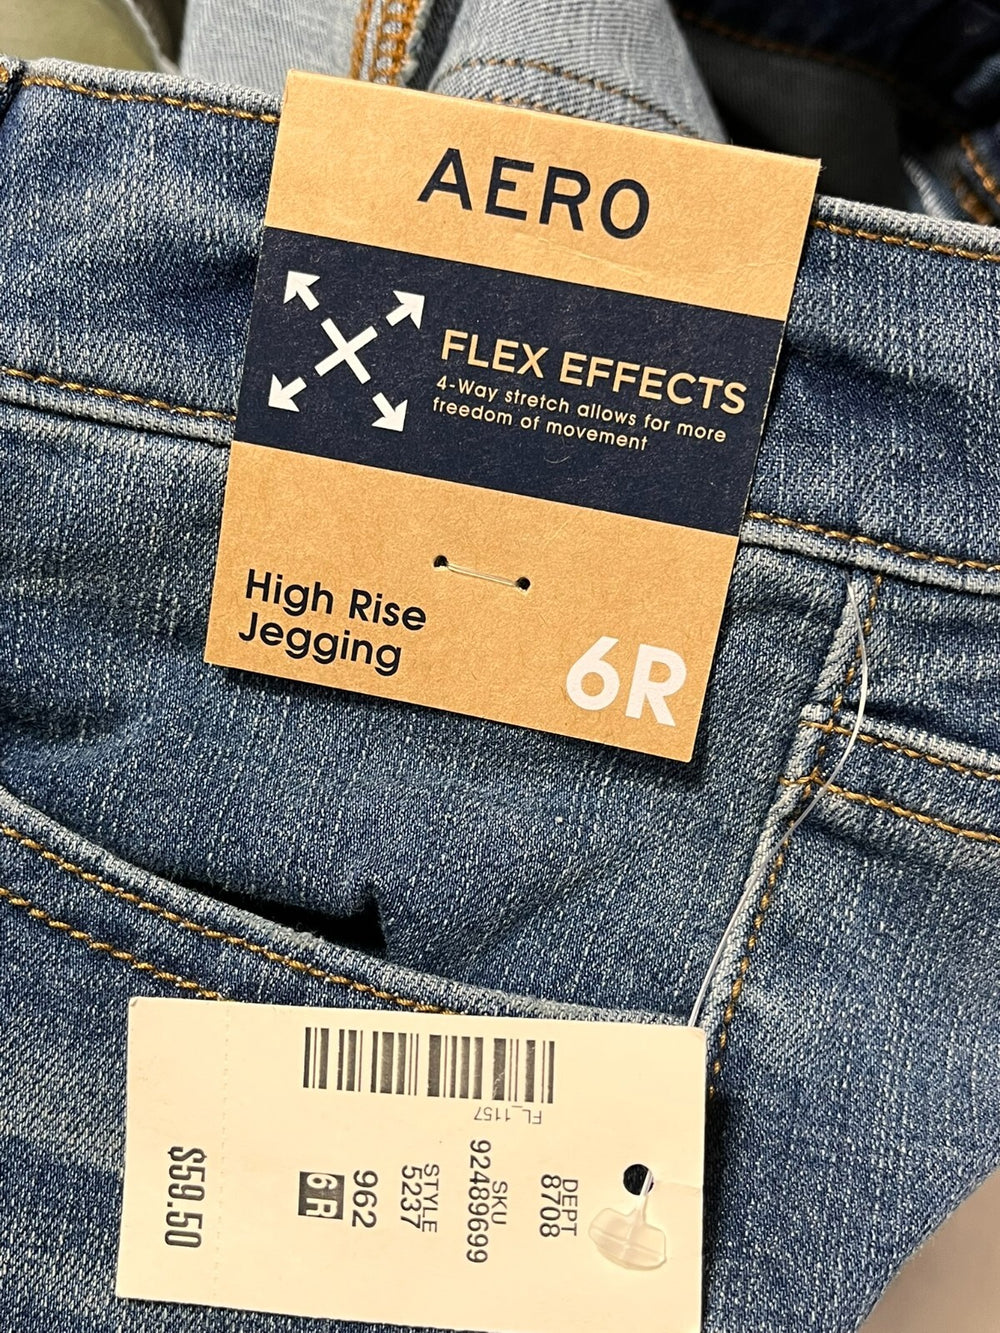 AERO
FLEX EFFECTS
4-Way stretch allows for more
freedom of movement
High Rise
Jegging
6R
FL_1157
DEPT
8708
SKU
92489699
STYLE
5237
962
6 R
$59.50